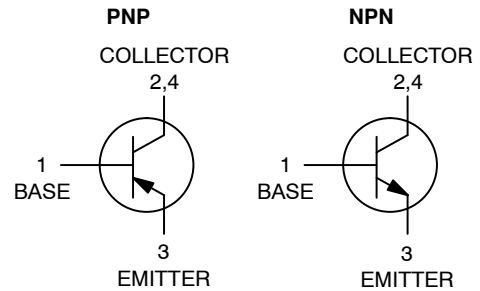 PNP
COLLECTOR
2,4
1
BASE
3
EMITTER
NPN
COLLECTOR
2,4
1
BASE
3
EMITTER